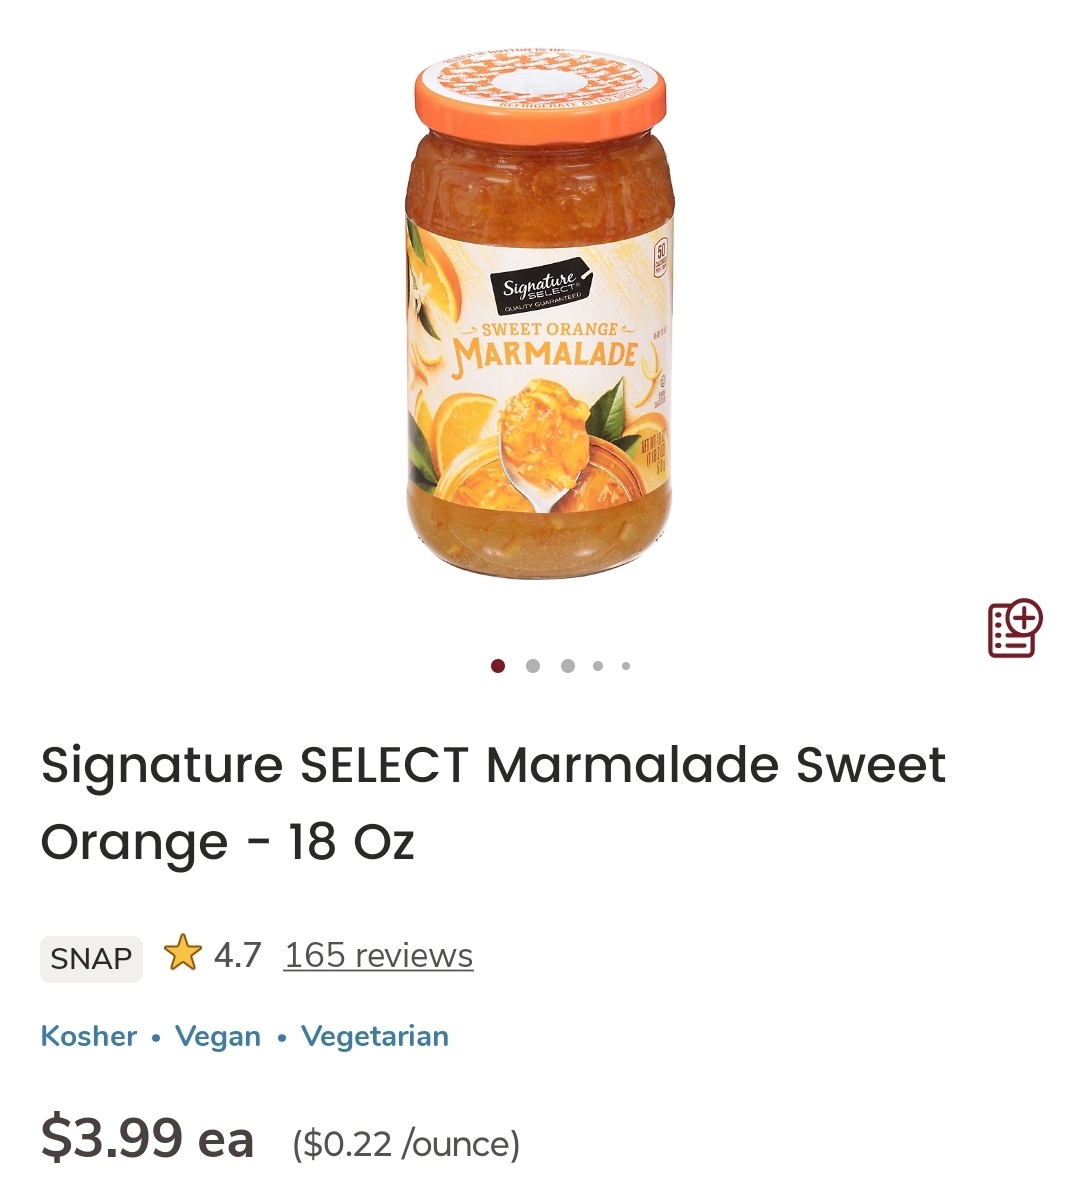 REFRIGERATE AFTER OPENING
50
Signature
SELECT®
QUALITY GUARANTEED
SWEET ORANGE
MARMALADE
Signature SELECT Marmalade Sweet
Orange - 18 Oz
SNAP 4.7 165 reviews
Kosher • Vegan • Vegetarian
$3.99 ea ($0.22 /ounce)